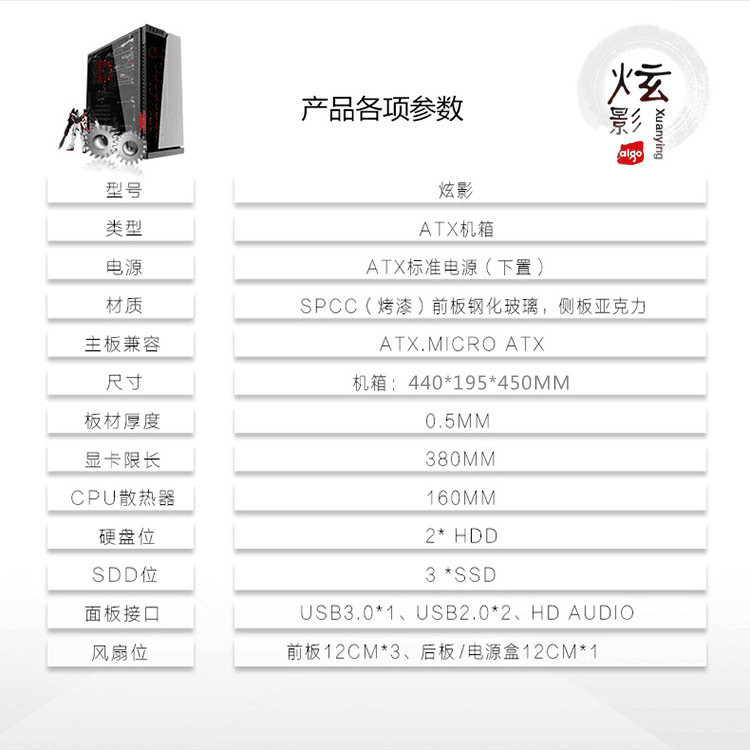 炫影
Xuanying
aigo
产品各项参数
型号 炫影
类型 ATX机箱
电源 ATX标准电源（下置）
材质 SPCC（烤漆）前板钢化玻璃，侧板亚克力
主板兼容 ATX.MICRO ATX
尺寸 机箱：440*195*450MM
板材厚度 0.5MM
显卡限长 380MM
CPU散热器 160MM
硬盘位 2* HDD
SDD位 3 *SSD
面板接口 USB3.0*1、USB2.0*2、HD AUDIO
风扇位 前板12CM*3、后板/电源盒12CM*1